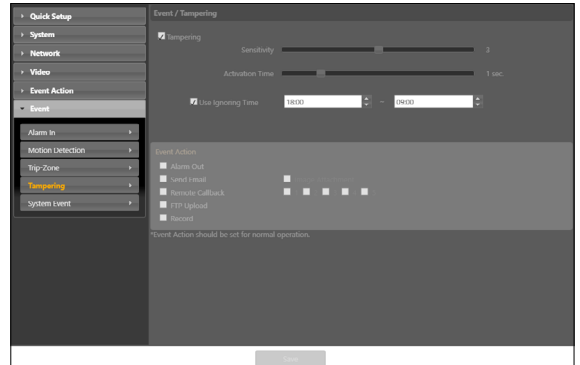 Quick Setup
System
Network
Video
Event Action
Event
Alarm In
Motion Detection
Trip-Zone
Tampering
System Event
Event / Tampering
Tampering
Sensitivity 3
Activation Time 1 sec.
Use Ignoring Time 18:00 – 09:00
Event Action
Alarm Out
Send Email
Remote Callback
FTP Upload
Record
*Event Action should be set for normal operation.
Save